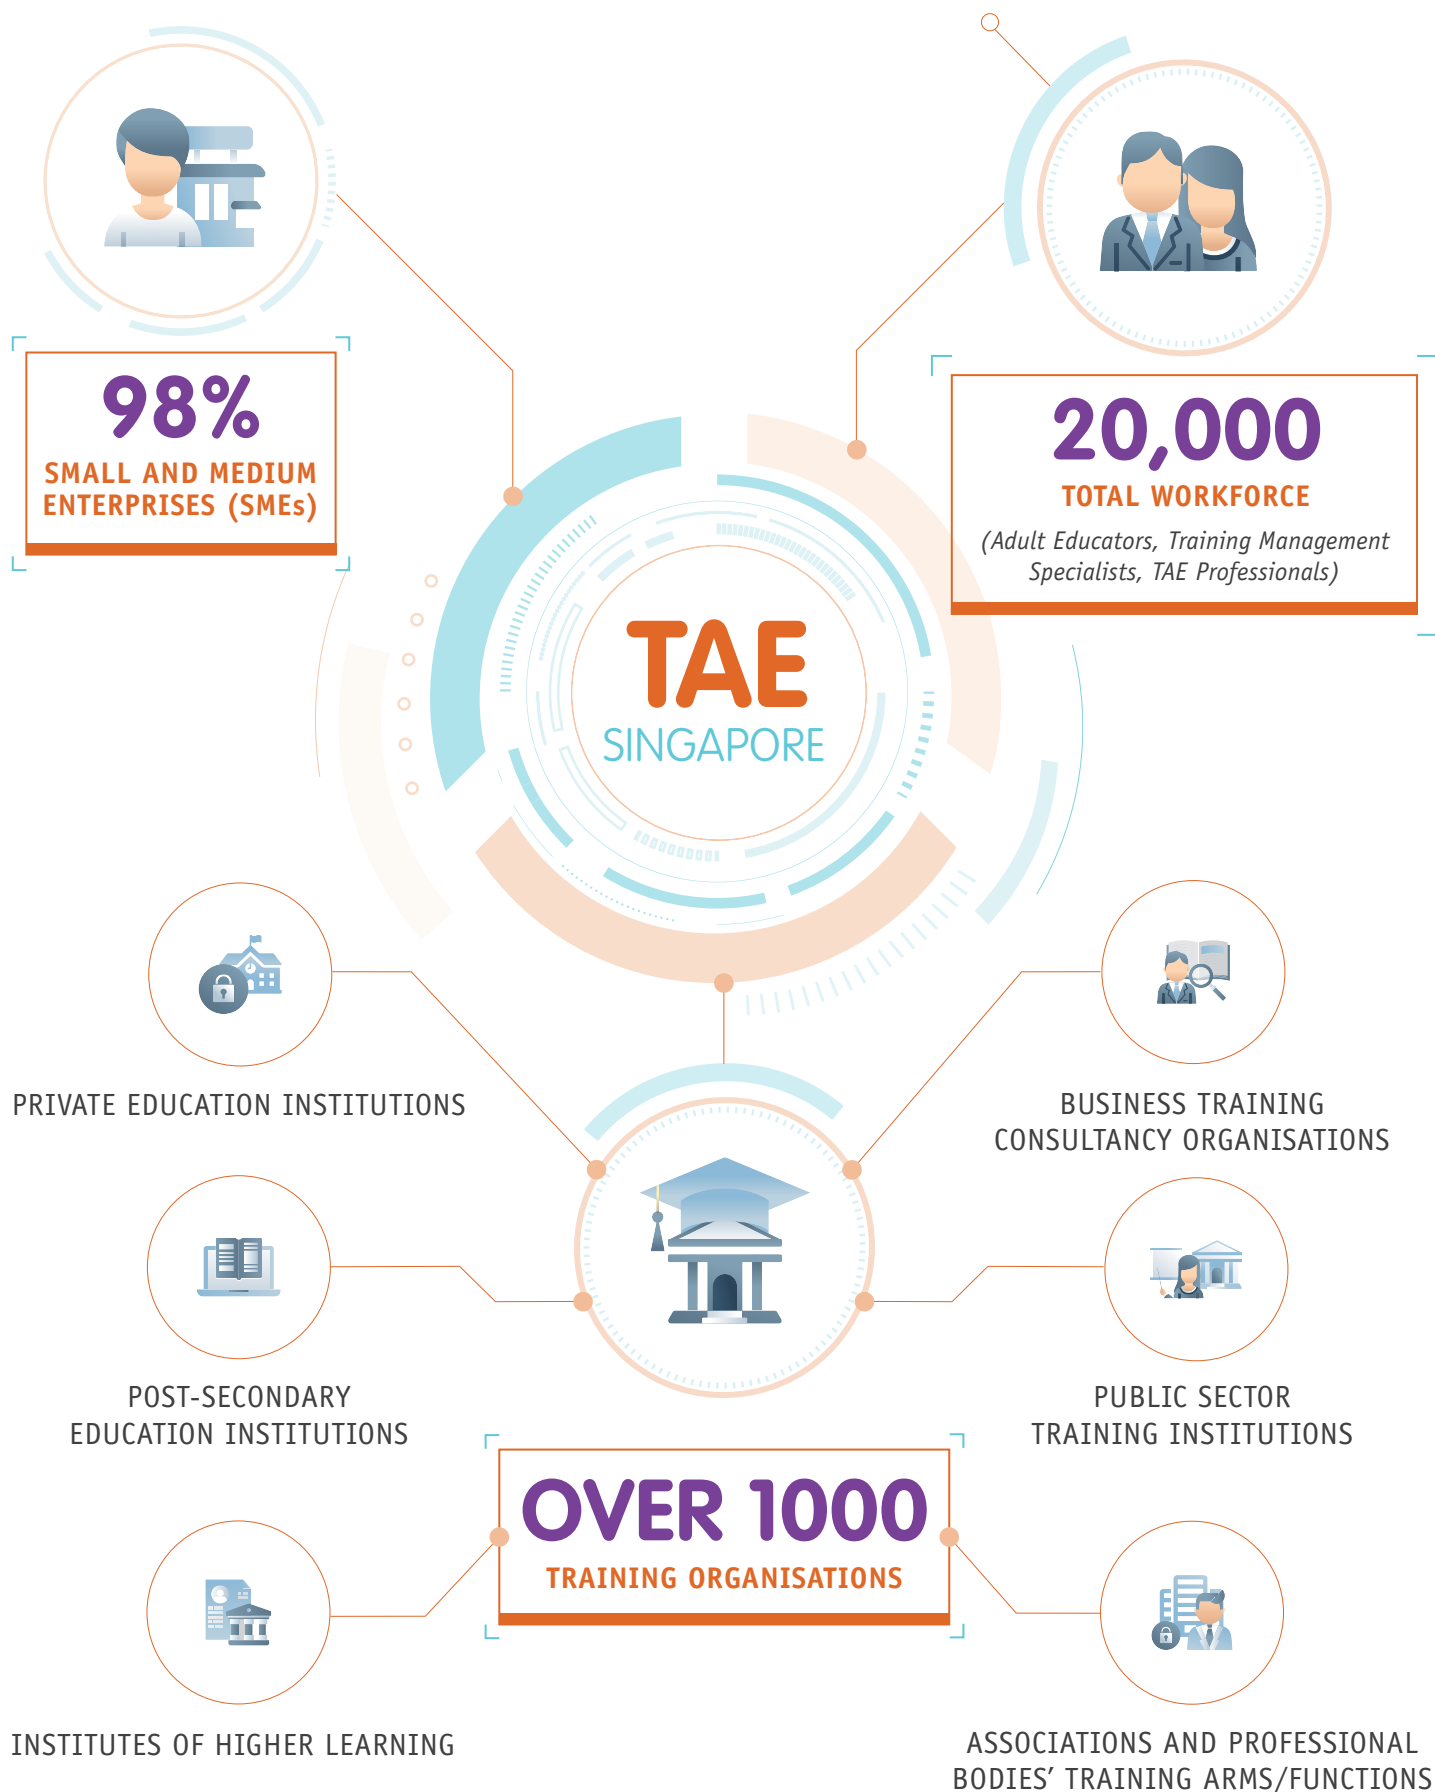 98%
SMALL AND MEDIUM
ENTERPRISES (SMEs)
20,000
TOTAL WORKFORCE
(Adult Educators, Training Management
Specialists, TAE Professionals)
TAE
SINGAPORE
PRIVATE EDUCATION INSTITUTIONS
BUSINESS TRAINING
CONSULTANCY ORGANISATIONS
POST-SECONDARY
EDUCATION INSTITUTIONS
PUBLIC SECTOR
TRAINING INSTITUTIONS
OVER 1000
TRAINING ORGANISATIONS
INSTITUTES OF HIGHER LEARNING
ASSOCIATIONS AND PROFESSIONAL
BODIES’ TRAINING ARMS/FUNCTIONS